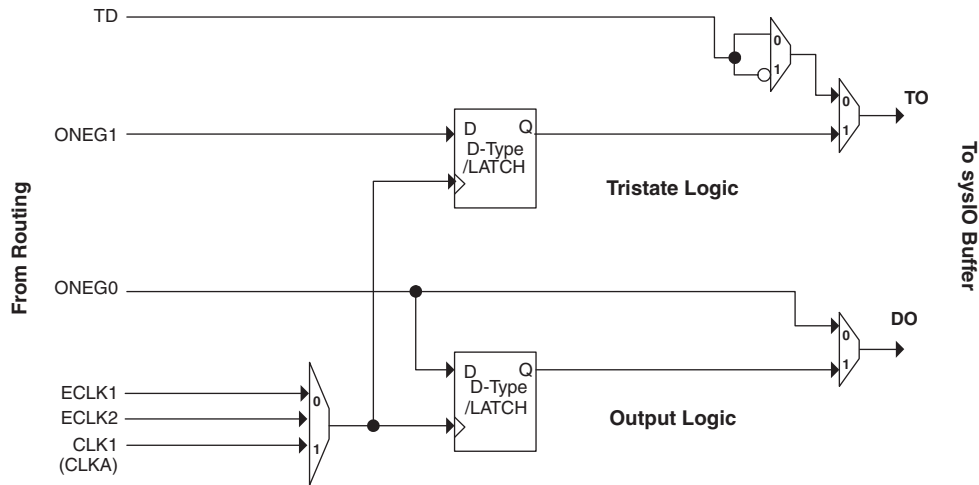 TD
0
1
0
1
TO
ONEG1
D
Q
D-Type
/LATCH
Tristate Logic
From Routing
To sysIO Buffer
ONEG0
0
1
DO
D
Q
D-Type
/LATCH
Output Logic
ECLK1
ECLK2
CLK1
(CLKA)
0
1